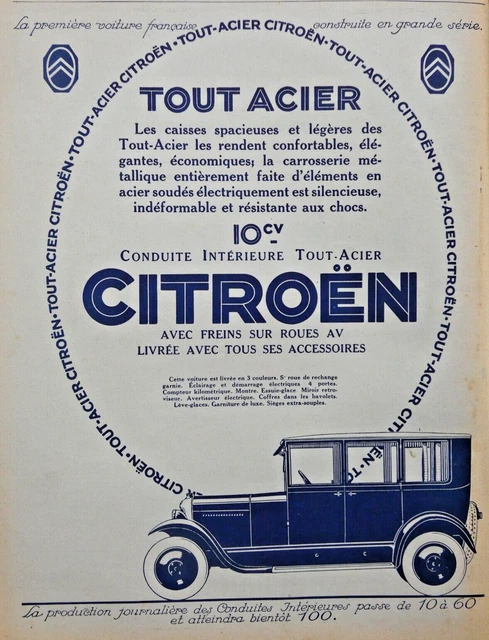 La première voiture française construite en grande série.
TOUT-ACIER CITROËN • TOUT-ACIER CITROËN • TOUT-ACIER CITROËN • TOUT-ACIER CITROËN • TOUT-ACIER CITROËN • TOUT-ACIER CITROËN • TOUT-ACIER CITROËN • TOUT-ACIER CIT
TOUT ACIER
Les caisses spacieuses et légères des
Tout-Acier les rendent confortables, élé-
gantes, économiques; la carrosserie mé-
tallique entièrement faite d'éléments en
acier soudés électriquement est silencieuse,
indéformable et résistante aux chocs.
10 CV
CONDUITE INTÉRIEURE TOUT-ACIER
CITROËN
AVEC FREINS SUR ROUES AV
LIVRÉE AVEC TOUS SES ACCESSOIRES
Cette voiture est livrée en 3 couleurs. 5e roue de rechange
garnie. Éclairage et démarrage électriques 4 portes.
Compteur kilométrique. Montre. Essuie-glace. Miroir retro-
viseur. Avertisseur électrique. Coffres dans les bavolets.
Lève-glaces. Garniture de luxe. Sièges extra-souples.
La production journalière des Conduites Intérieures passe de 10 à 60
et atteindra bientôt 100.